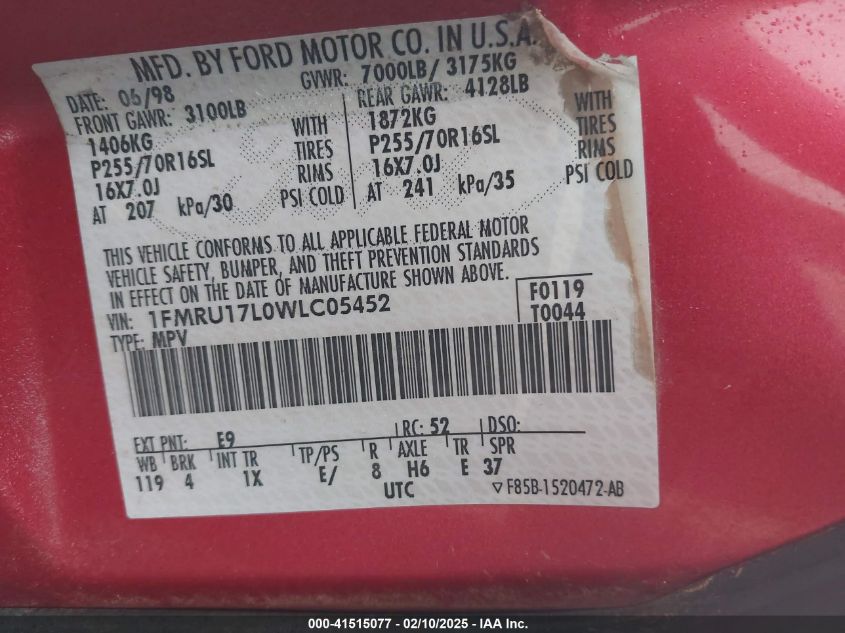 MFD. BY FORD MOTOR CO. IN U.S.A.
DATE: 06/98 GVWR: 7000LB/ 3175KG
FRONT GAWR: 3100LB REAR GAWR: 4128LB
1406KG WITH 1872KG WITH
P255/70R16SL TIRES P255/70R16SL TIRES
16X7.0J RIMS 16X7.0J RIMS
AT 207 kPa/30 PSI COLD AT 241 kPa/35 PSI COLD
THIS VEHICLE CONFORMS TO ALL APPLICABLE FEDERAL MOTOR
VEHICLE SAFETY, BUMPER, AND THEFT PREVENTION STANDARDS
IN EFFECT ON THE DATE OF MANUFACTURE SHOWN ABOVE.
VIN: 1FMRU17L0WLC05452 F0119
TYPE: MPV T0044
EXT PNT: E9 RC: 52 DSO:
WB BRK INT TR TP/PS R AXLE TR SPR
119 4 1X E/ 8 H6 E 37
UTC ▽ F85B-1520472-AB
000-41515077 - 02/10/2025 - IAA Inc.